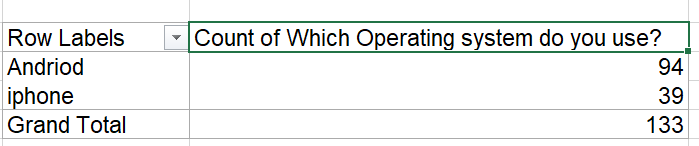 Row Labels Count of Which Operating system do you use?
Andriod 94
iphone 39
Grand Total 133